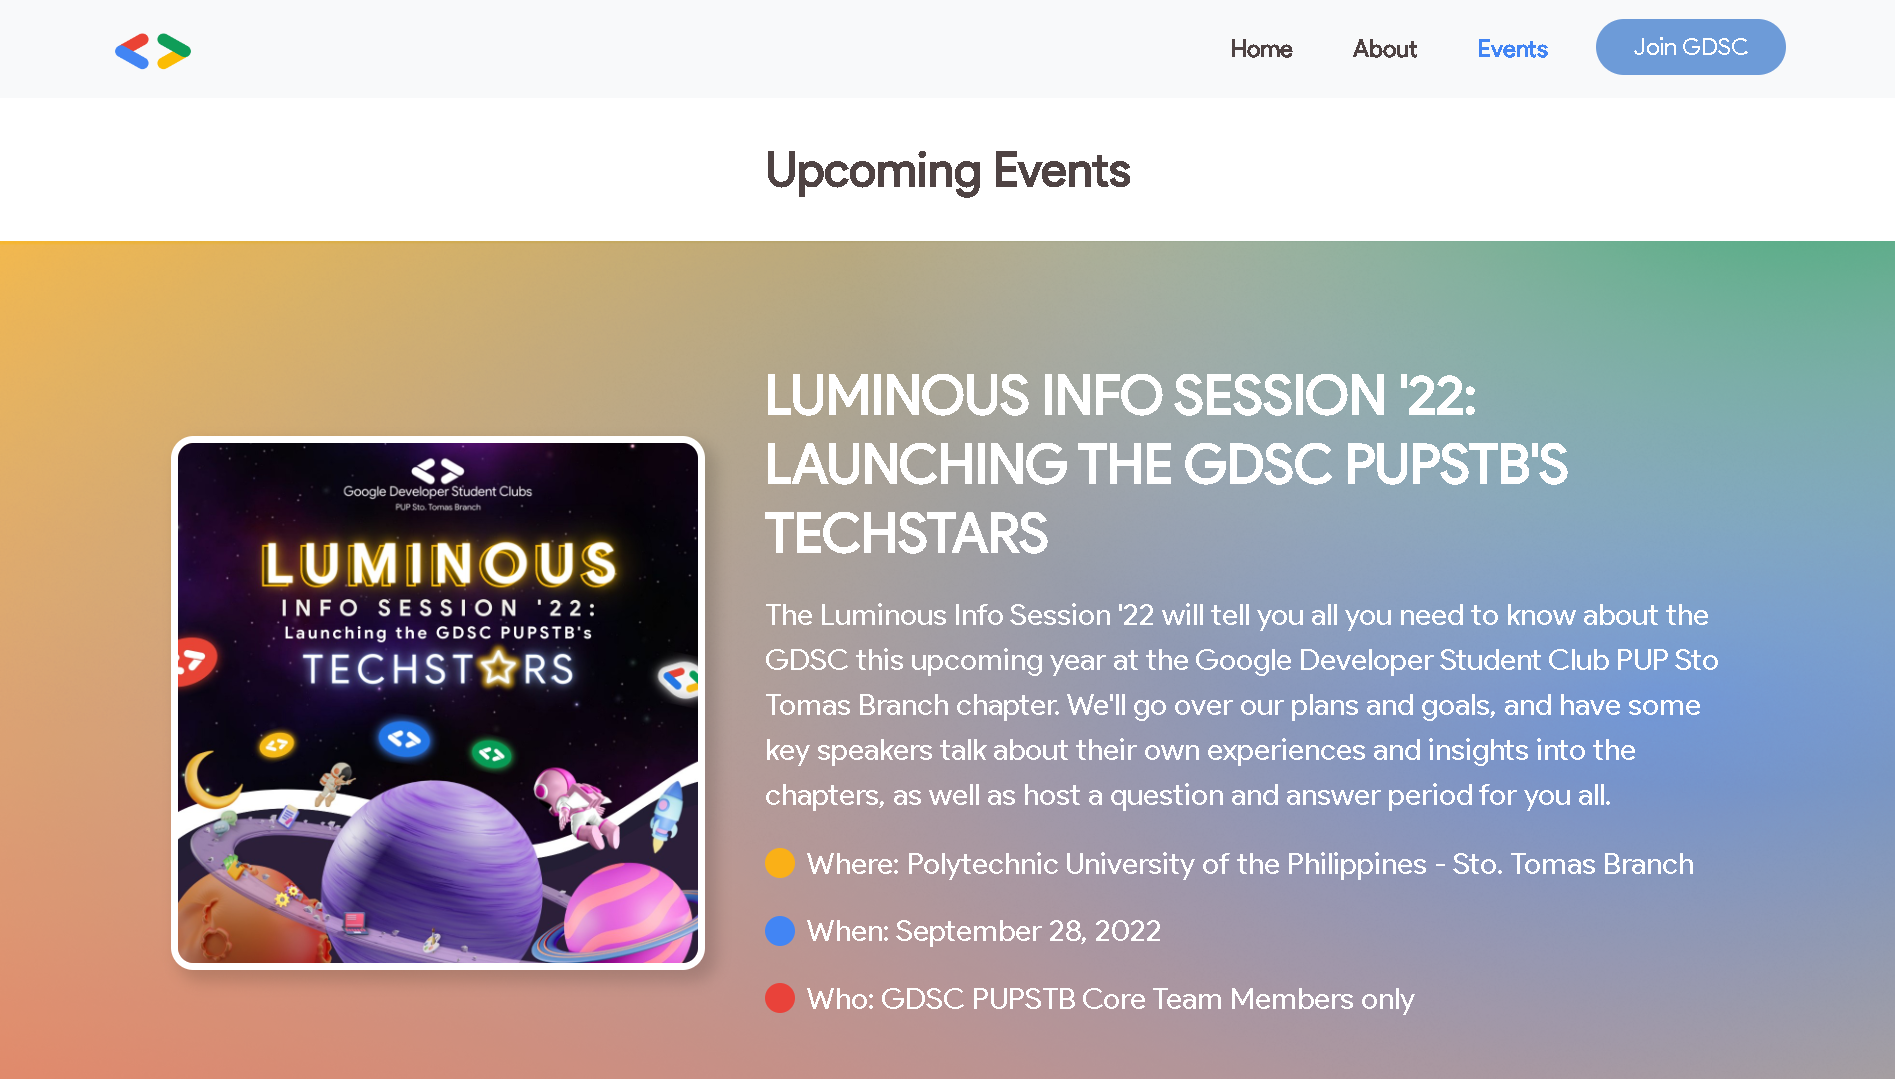 Home
About
Events
Join GDSC
Upcoming Events
Google Developer Student Clubs
PUP Sto. Tomas Branch
LUMINOUS
INFO SESSION '22:
Launching the GDSC PUPSTB's
TECHSTARS
LUMINOUS INFO SESSION '22:
LAUNCHING THE GDSC PUPSTB'S
TECHSTARS
The Luminous Info Session '22 will tell you all you need to know about the
GDSC this upcoming year at the Google Developer Student Club PUP Sto
Tomas Branch chapter. We'll go over our plans and goals, and have some
key speakers talk about their own experiences and insights into the
chapters, as well as host a question and answer period for you all.
Where: Polytechnic University of the Philippines - Sto. Tomas Branch
When: September 28, 2022
Who: GDSC PUPSTB Core Team Members only